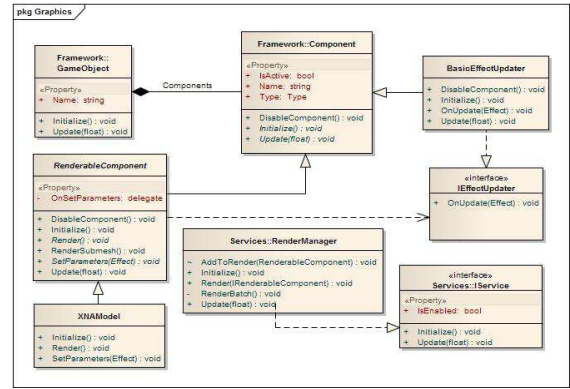 pkg Graphics
Framework::
GameObject
«Property»
+ Name: string
+ Initialize() : void
+ Update(float) : void
Components
Framework::Component
«Property»
+ IsActive: bool
+ Name: string
+ Type: Type
+ DisableComponent() : void
+ Initialize() : void
+ Update(float) : void
BasicEffectUpdater
+ DisableComponent() : void
+ Initialize() : void
+ OnUpdate(Effect) : void
+ Update(float) : void
RenderableComponent
«Property»
- OnSetParameters: delegate
+ DisableComponent() : void
+ Initialize() : void
+ Render() : void
+ RenderSubmesh() : void
+ SetParameters(Effect) : void
+ Update(float) : void
«interface»
IEffectUpdater
+ OnUpdate(Effect) : void
Services::RenderManager
~ AddToRender(RenderableComponent) : void
+ Initialize() : void
+ Render(IRenderableComponent) : void
- RenderBatch() : void
+ Update(float) : void
«interface»
Services::IService
«Property»
+ IsEnabled: bool
+ Initialize() : void
+ Update(float) : void
XNAModel
+ Initialize() : void
+ Render() : void
+ SetParameters(Effect) : void